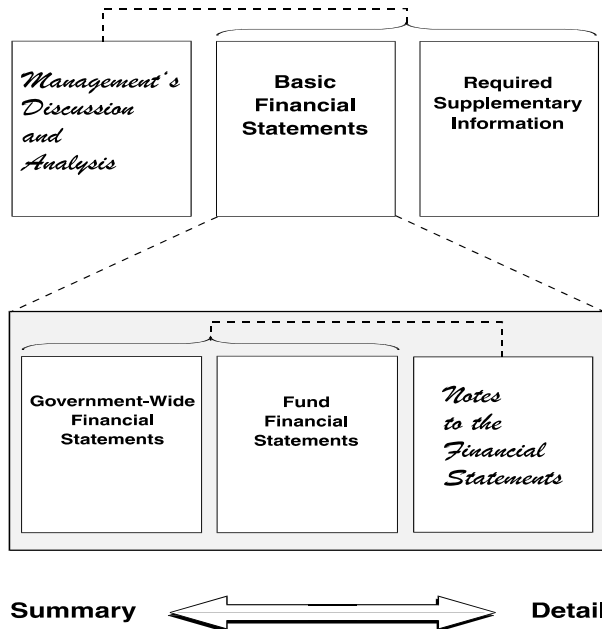 Management's
Discussion
and
Analysis
Basic
Financial
Statements
Required
Supplementary
Information
Government-Wide
Financial
Statements
Fund
Financial
Statements
Notes
to the
Financial
Statements
Summary
Detail